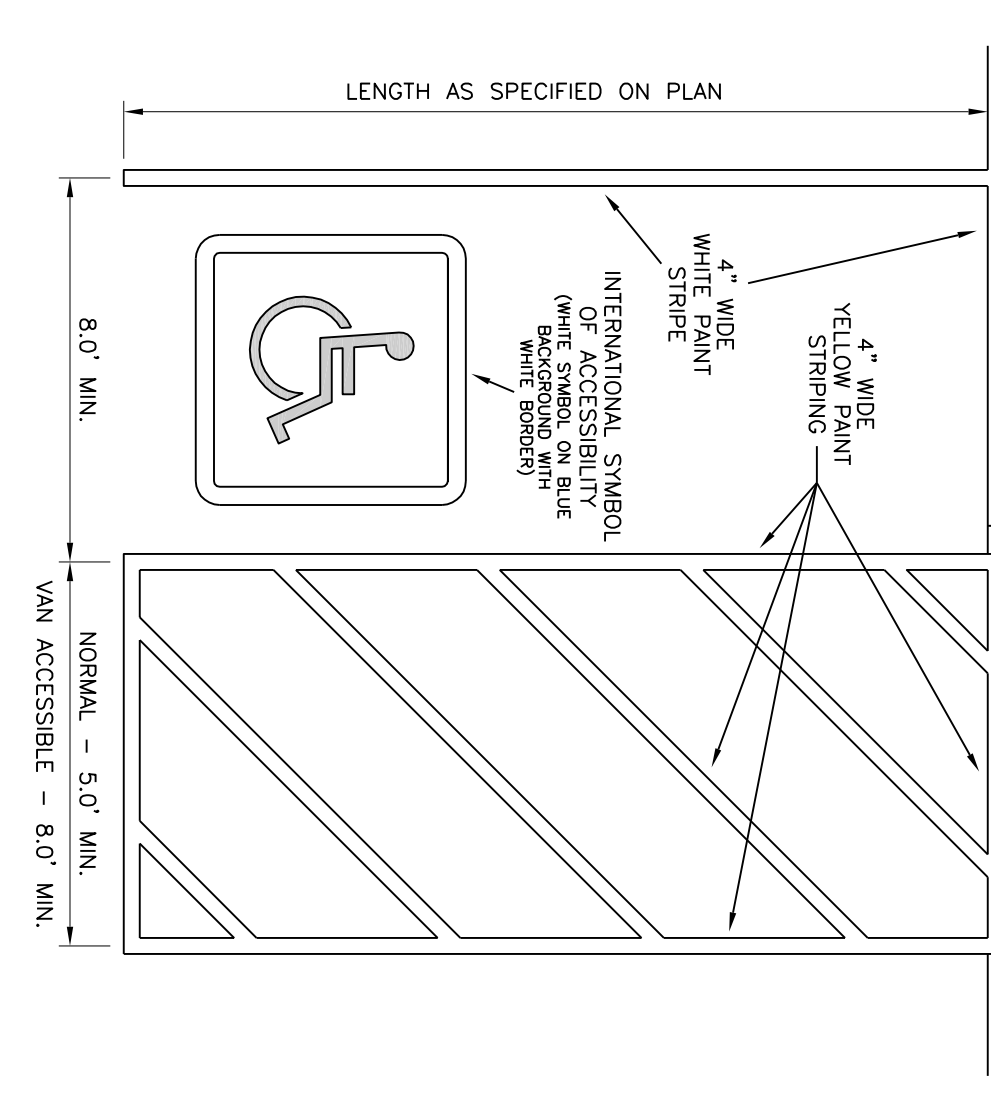 LENGTH AS SPECIFIED ON PLAN
4" WIDE
WHITE PAINT
STRIPE
4" WIDE
YELLOW PAINT
STRIPING
INTERNATIONAL SYMBOL
OF ACCESSIBILITY
(WHITE SYMBOL ON BLUE
BACKGROUND WITH
WHITE BORDER)
8.0' MIN.
NORMAL - 5.0' MIN.
VAN ACCESSIBLE - 8.0' MIN.